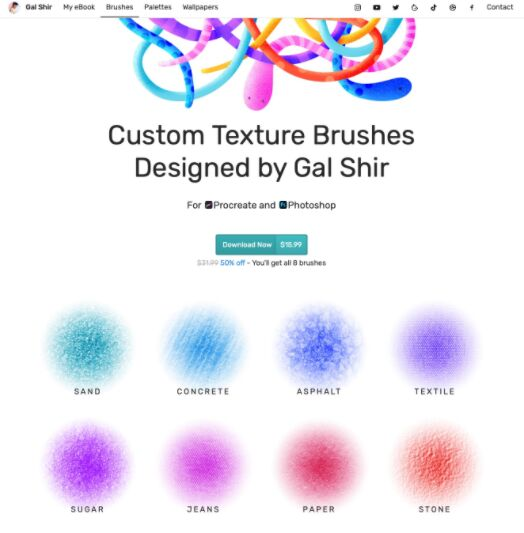 Gal Shir My eBook Brushes Palettes Wallpapers Contact
Custom Texture Brushes
Designed by Gal Shir
For Procreate and Photoshop
Download Now $15.99
$31.99 50% off - You'll get all 8 brushes
SAND CONCRETE ASPHALT TEXTILE
SUGAR JEANS PAPER STONE